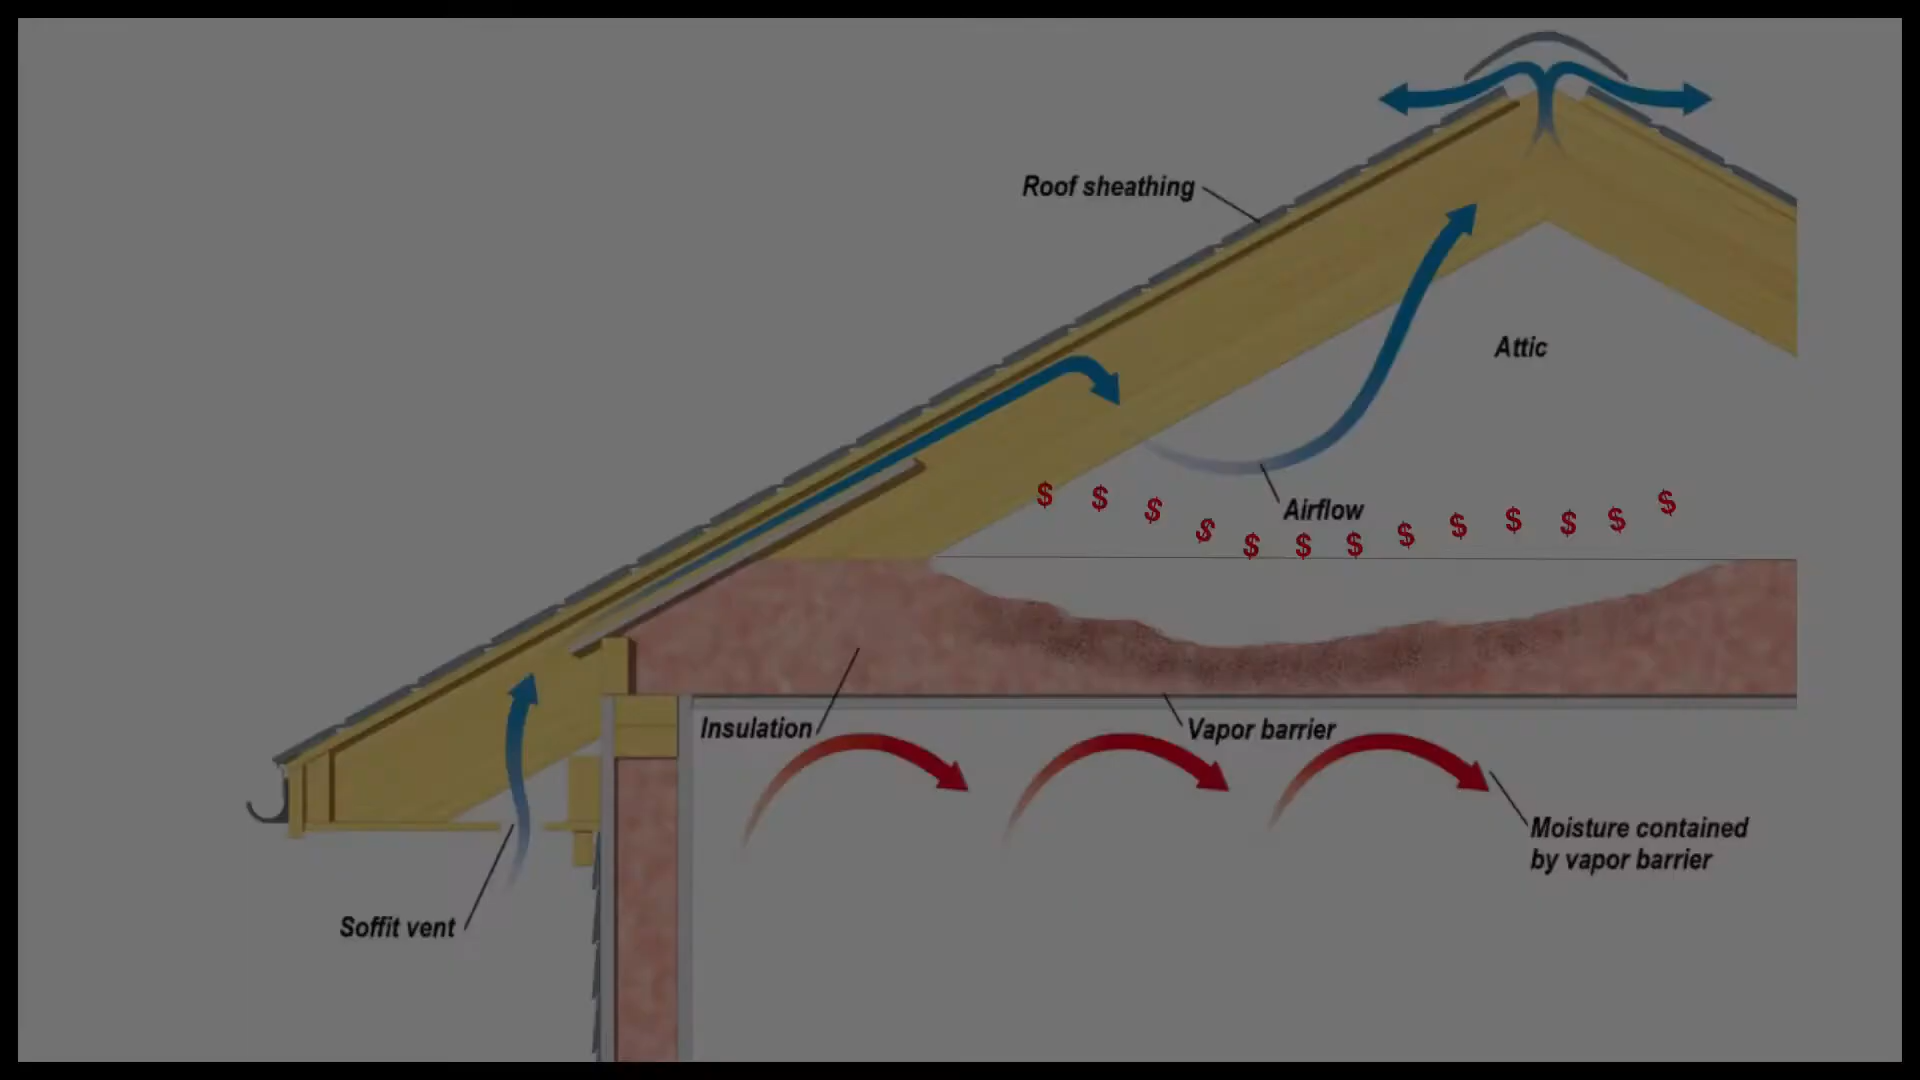 Roof sheathing
Attic
$ $ $ $ $ $ $ $ $ $ $ $ $
Airflow
Insulation
Vapor barrier
Moisture contained
by vapor barrier
Soffit vent